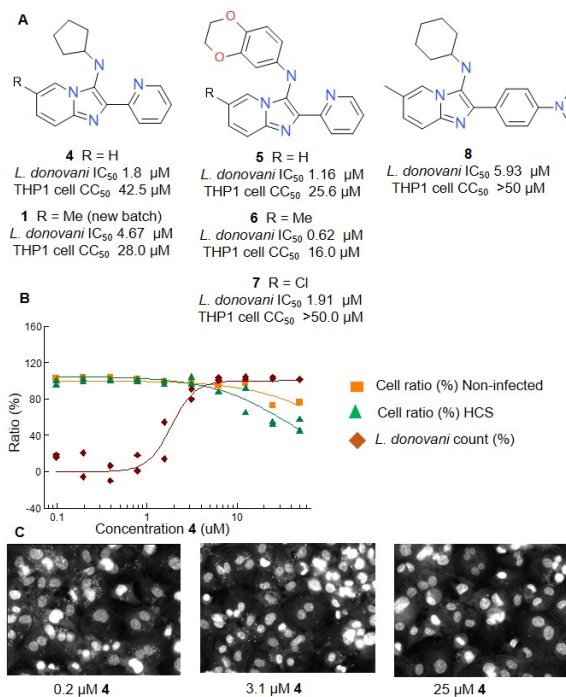 A
O
O
N N
N
N N
N
N
R N
R N
N
N
N
N
N
4 R = H
L. donovani IC50 1.8 µM
THP1 cell CC50 42.5 µM
1 R = Me (new batch)
L. donovani IC50 4.67 µM
THP1 cell CC50 28.0 µM
5 R = H
L. donovani IC50 1.16 µM
THP1 cell CC50 25.6 µM
6 R = Me
L. donovani IC50 0.62 µM
THP1 cell CC50 16.0 µM
7 R = Cl
L. donovani IC50 1.91 µM
THP1 cell CC50 >50.0 µM
8
L. donovani IC50 5.93 µM
THP1 cell CC50 >50 µM
B
Ratio (%)
160
120
80
40
0
-40
0.1 1 10
Concentration 4 (uM)
Cell ratio (%) Non-infected
Cell ratio (%) HCS
L. donovani count (%)
C
0.2 µM 4
3.1 µM 4
25 µM 4